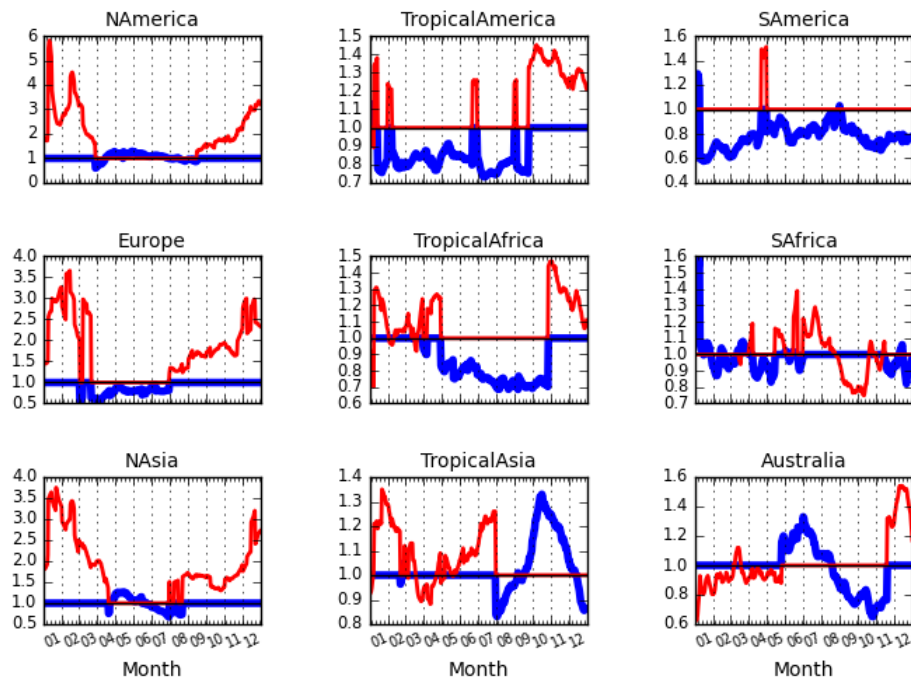 NAmerica TropicalAmerica SAmerica
6 1.5 1.6
5 1.4 1.4
4 1.3 1.2
3 1.2 1.0
2 1.1 0.8
1 1.0 0.6
0 0.9 0.4
0.8
0.7
Europe TropicalAfrica SAfrica
4.0 1.5 1.6
3.5 1.4 1.5
3.0 1.3 1.4
2.5 1.2 1.3
2.0 1.1 1.2
1.5 1.0 1.1
1.0 0.9 1.0
0.5 0.8 0.9
0.7 0.8
0.6 0.7
NAsia TropicalAsia Australia
4.0 1.4 1.6
3.5 1.3 1.4
3.0 1.2 1.2
2.5 1.1 1.0
2.0 1.0 0.8
1.5 0.9 0.6
1.0 0.8
0.5
01 02 03 04 05 06 07 08 09 10 11 12 01 02 03 04 05 06 07 08 09 10 11 12 01 02 03 04 05 06 07 08 09 10 11 12
Month Month Month